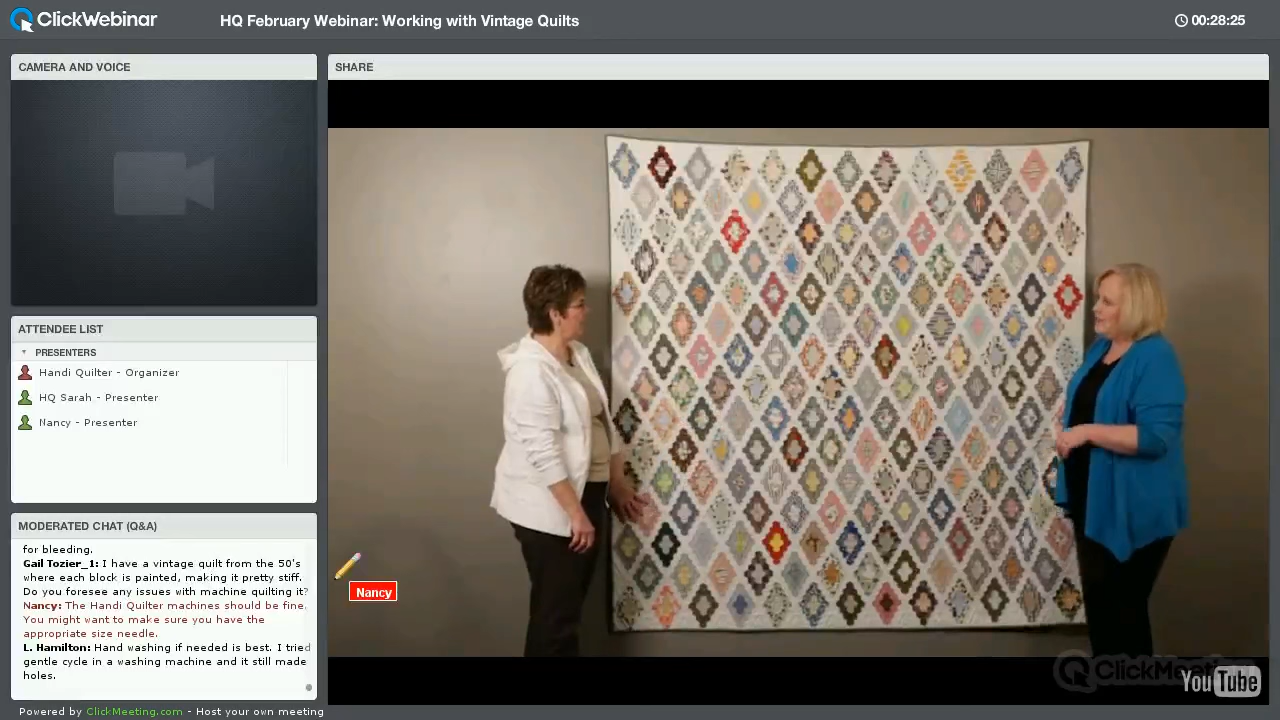 ClickWebinar
HQ February Webinar: Working with Vintage Quilts
00:28:25
CAMERA AND VOICE
SHARE
ATTENDEE LIST
PRESENTERS
Handi Quilter - Organizer
HQ Sarah - Presenter
Nancy - Presenter
MODERATED CHAT (Q&A)
for bleeding.
Gail Tozier_1: I have a vintage quilt from the 50's
where each block is painted, making it pretty stiff.
Do you foresee any issues with machine quilting it?
Nancy: The Handi Quilter machines should be fine.
You might want to make sure you have the
appropriate size needle.
L. Hamilton: Hand washing if needed is best. I tried
gentle cycle in a washing machine and it still made
holes.
Nancy
ClickMeeting
YouTube
Powered by ClickMeeting.com - Host your own meeting